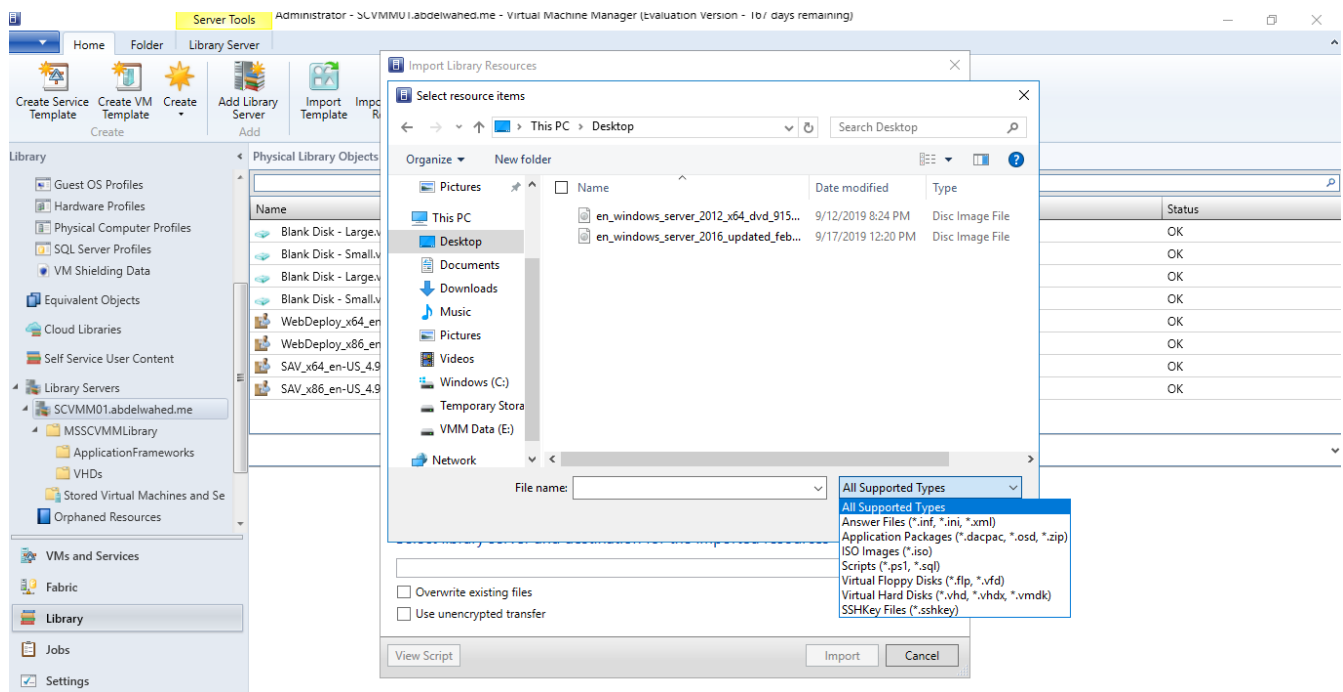 Server Tools
Administrator - SCVMM01.abdelwahed.me - Virtual Machine Manager (Evaluation Version - 167 days remaining)
Home Folder Library Server
Create Service Template
Create VM Template
Create
Add Library Server
Import Template
Create
Add
Import Library Resources
Select resource items
This PC > Desktop
Search Desktop
Organize
New folder
Library
Physical Library Objects
Guest OS Profiles
Hardware Profiles
Physical Computer Profiles
SQL Server Profiles
VM Shielding Data
Equivalent Objects
Cloud Libraries
Self Service User Content
Library Servers
SCVMM01.abdelwahed.me
MSSCVMMLibrary
ApplicationFrameworks
VHDs
Stored Virtual Machines and Se
Orphaned Resources
VMs and Services
Fabric
Library
Jobs
Settings
Name
Blank Disk - Large.v
Blank Disk - Small.v
Blank Disk - Large.v
Blank Disk - Small.v
WebDeploy_x64_en
WebDeploy_x86_en
SAV_x64_en-US_4.9
SAV_x86_en-US_4.9
Pictures
This PC
Desktop
Documents
Downloads
Music
Pictures
Videos
Windows (C:)
Temporary Stora
VMM Data (E:)
Network
Name Date modified Type
en_windows_server_2012_x64_dvd_915... 9/12/2019 8:24 PM Disc Image File
en_windows_server_2016_updated_feb... 9/17/2019 12:20 PM Disc Image File
File name:
All Supported Types
All Supported Types
Answer Files (*.inf, *.ini, *.xml)
Application Packages (*.dacpac, *.osd, *.zip)
ISO Images (*.iso)
Scripts (*.ps1, *.sql)
Virtual Floppy Disks (*.flp, *.vfd)
Virtual Hard Disks (*.vhd, *.vhdx, *.vmdk)
SSHKey Files (*.sshkey)
Overwrite existing files
Use unencrypted transfer
View Script
Import
Cancel
Status
OK
OK
OK
OK
OK
OK
OK
OK